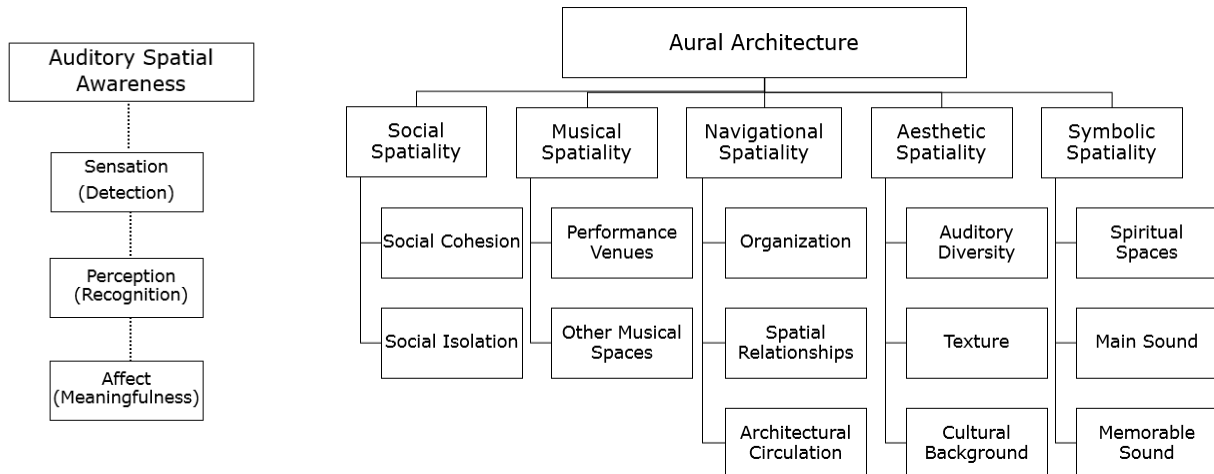 Auditory Spatial
Awareness
Sensation
(Detection)
Perception
(Recognition)
Affect
(Meaningfulness)
Aural Architecture
Social
Spatiality
Social Cohesion
Social Isolation
Musical
Spatiality
Performance
Venues
Other Musical
Spaces
Navigational
Spatiality
Organization
Spatial
Relationships
Architectural
Circulation
Aesthetic
Spatiality
Auditory
Diversity
Texture
Cultural
Background
Symbolic
Spatiality
Spiritual
Spaces
Main Sound
Memorable
Sound